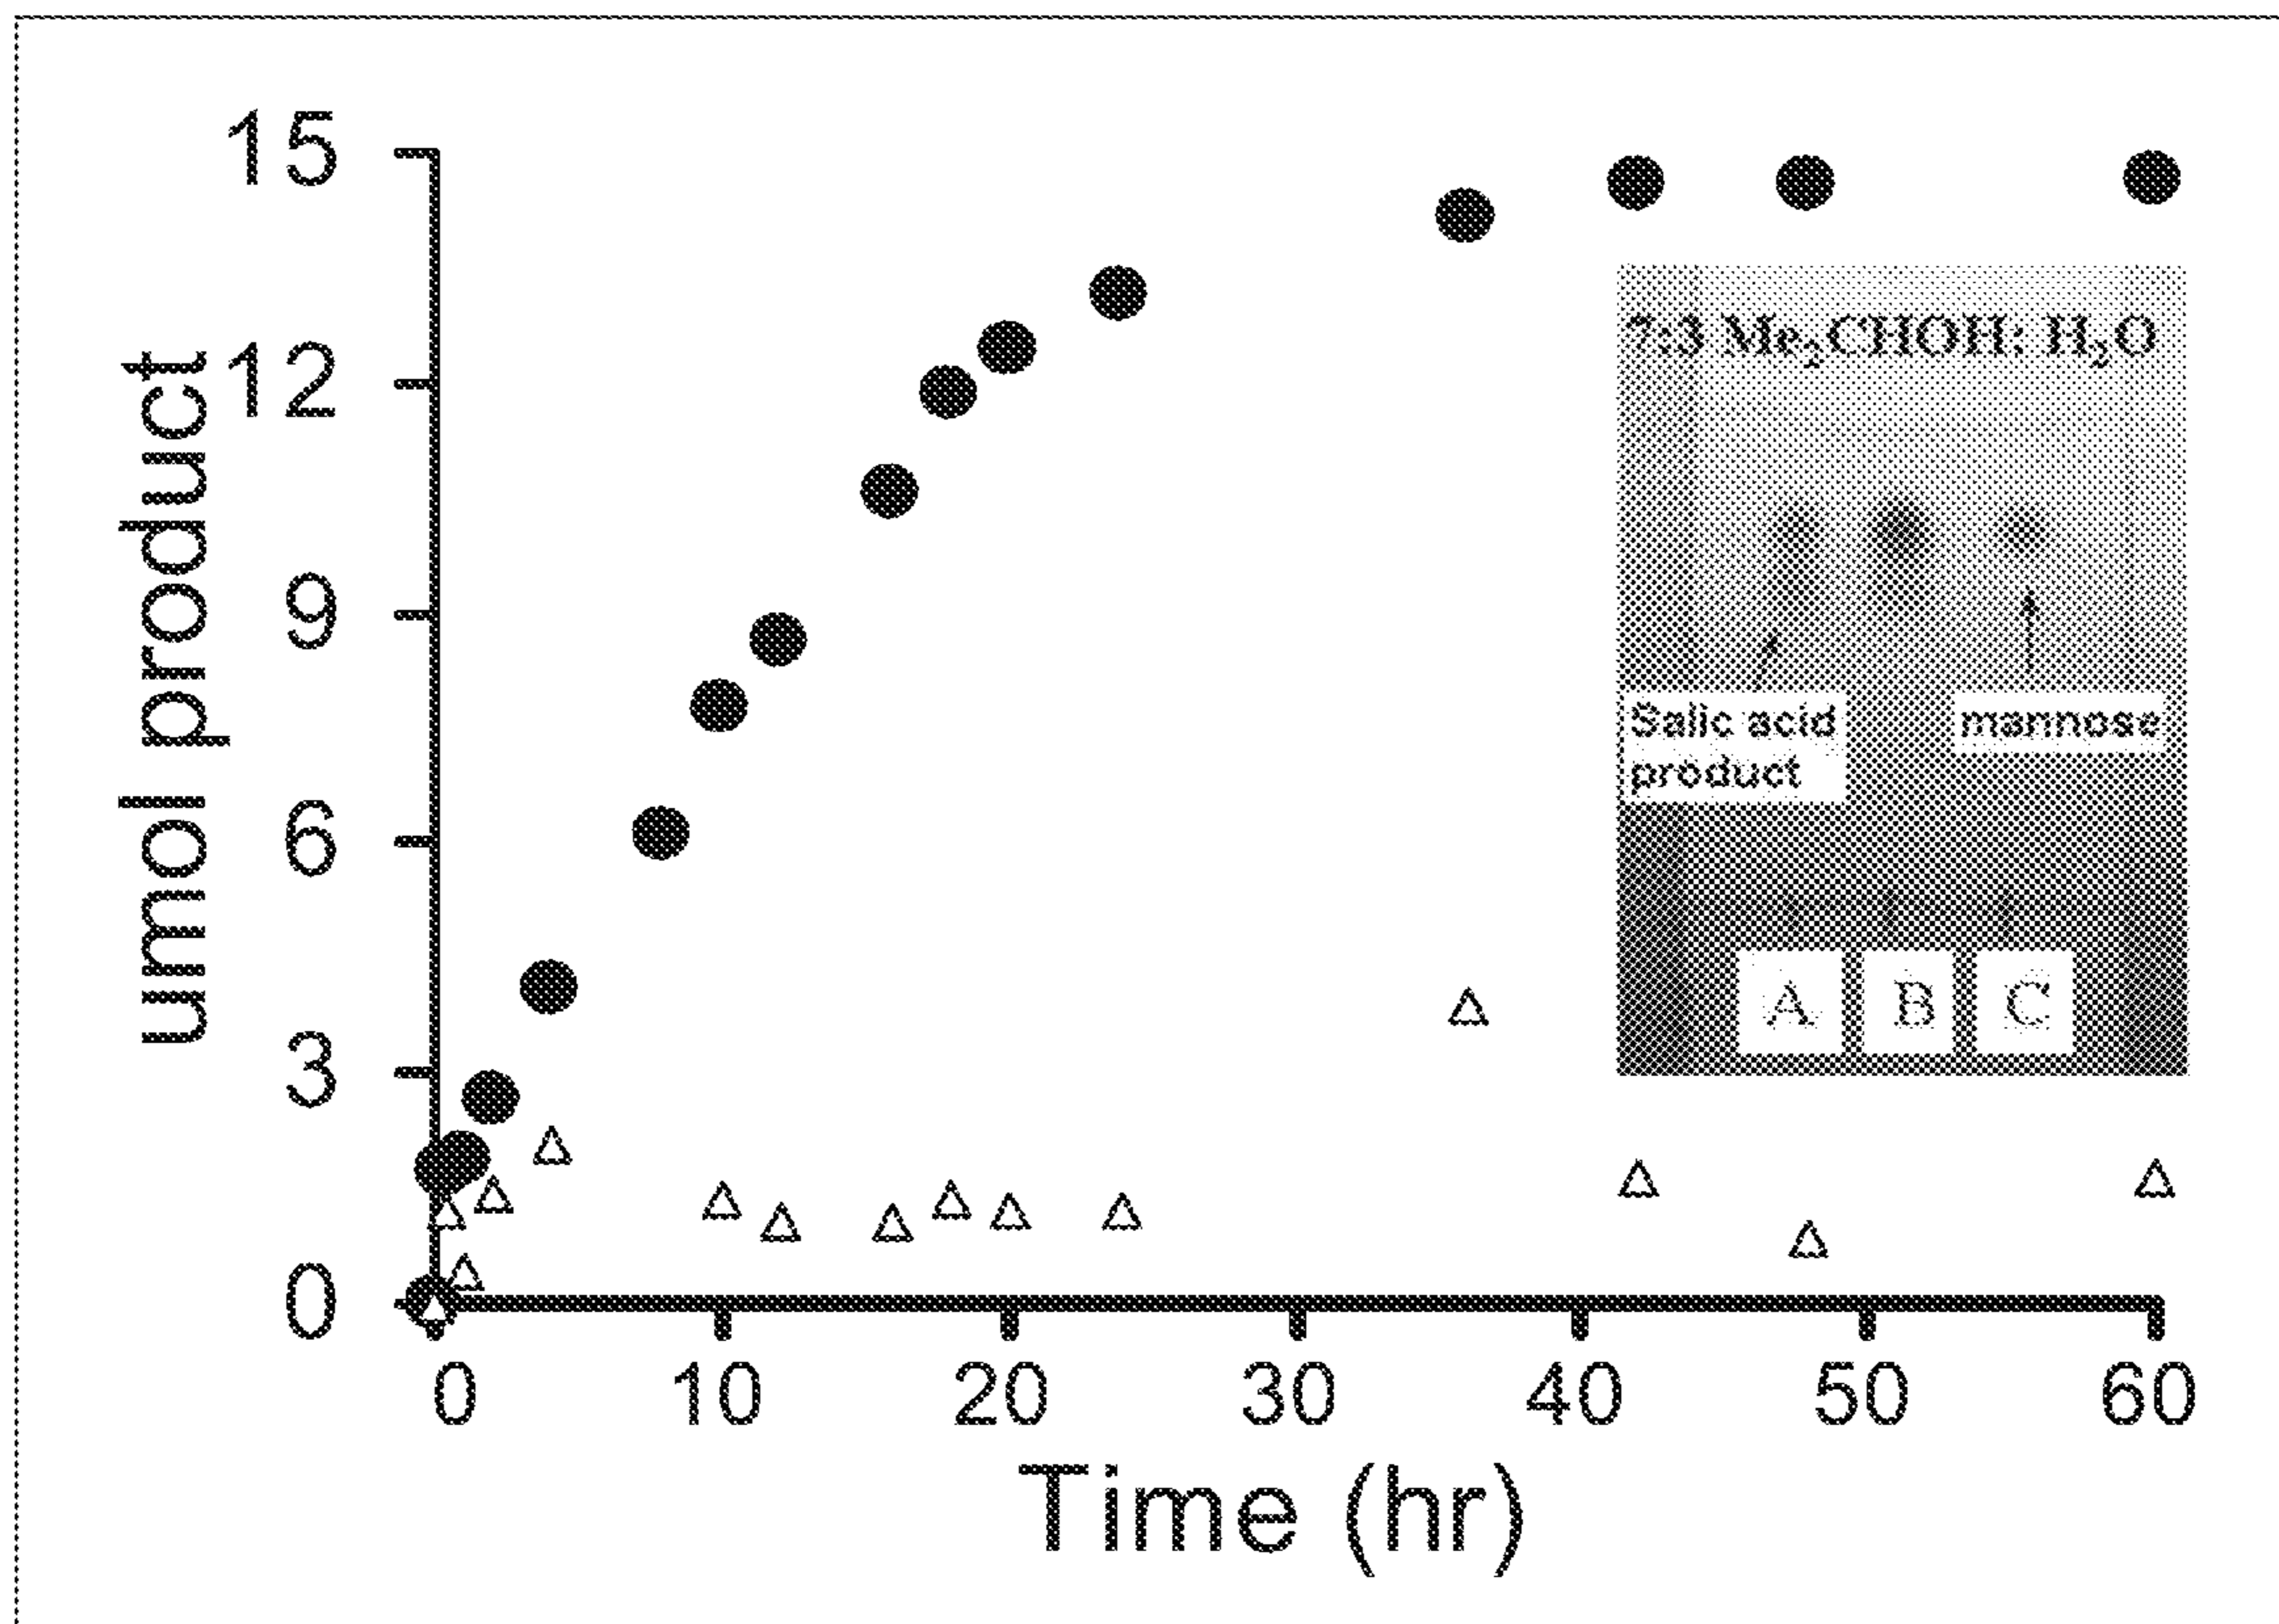 umol product
15
12
9
6
3
0
0 10 20 30 40 50 60
Time (hr)
7:3 Me₂CHOH: H₂O
Salic acid
product
mannose
A B C